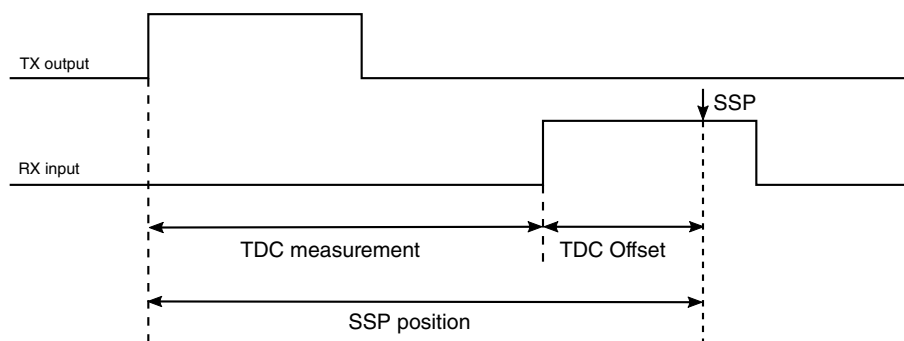 TX output
SSP
RX input
TDC measurement
TDC Offset
SSP position